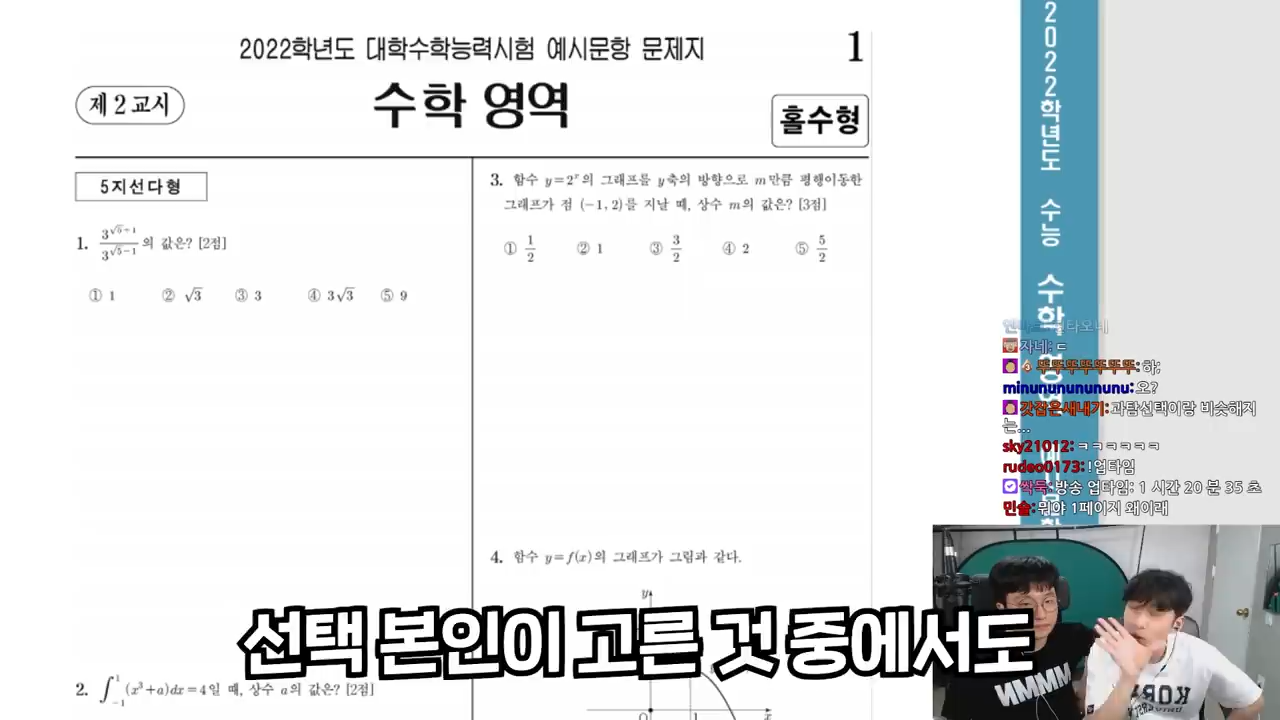 2022학년도 대학수학능력시험 예시문항 문제지
1
제 2 교시
수학 영역
홀수형
5지선다형
1. 3^{√5+1} / 3^{√5-1} 의 값은? [2점]
① 1 ② √3 ③ 3 ④ 3√3 ⑤ 9
2. ∫_{-1}^{1} (x³+a)dx=4일 때, 상수 a의 값은? [2점]
3. 함수 y=2^x의 그래프를 y축의 방향으로 m만큼 평행이동한
그래프가 점 (-1, 2)를 지날 때, 상수 m의 값은? [3점]
① 1/2 ② 1 ③ 3/2 ④ 2 ⑤ 5/2
4. 함수 y=f(x)의 그래프가 그림과 같다.
y
O 1 x
2022학년도 수능 수학 영역
자네: ㄷ
뚜뚜뚜뚜뚜뚜뚜: 하;
minunununununu: 오?
갓잡은새내기: 과탐선택이랑 비슷해지
는...
sky21012: ㅋㅋㅋㅋㅋㅋ
rudeo0173: !업타임
싹둑: 방송 업타임: 1 시간 20 분 35 초
민술: 뭐야 1페이지 왜이래
선택 본인이 고른 것 중에서도